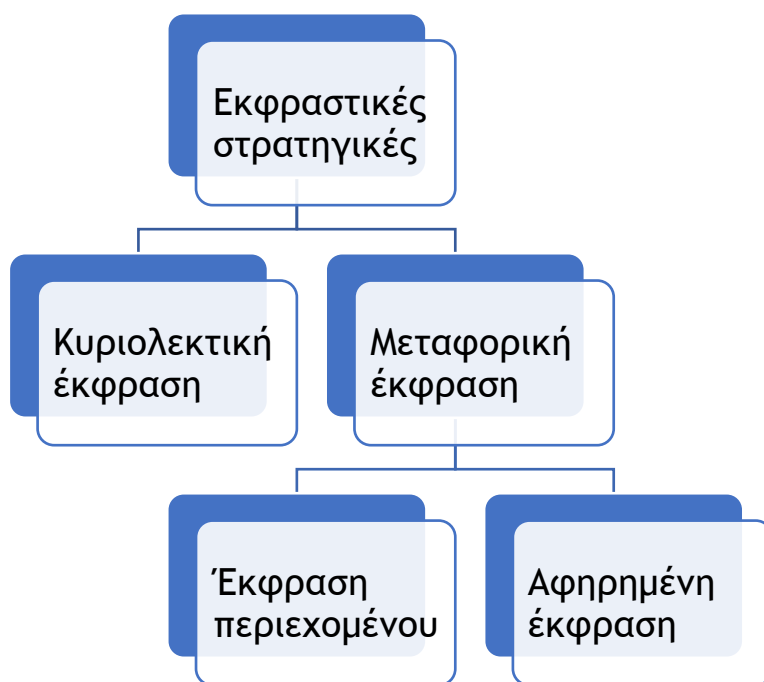 Εκφραστικές
στρατηγικές
Κυριολεκτική
έκφραση
Μεταφορική
έκφραση
Έκφραση
περιεχομένου
Αφηρημένη
έκφραση